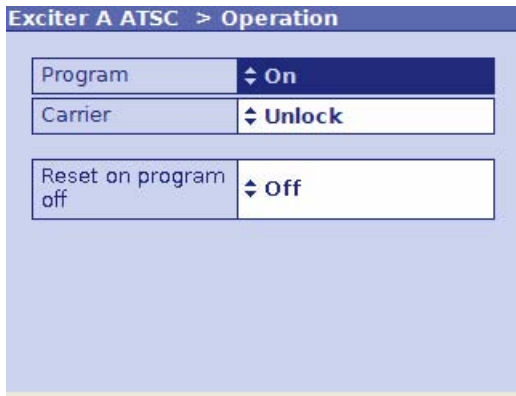 Exciter A ATSC > Operation
Program
On
Carrier
Unlock
Reset on program
off
Off